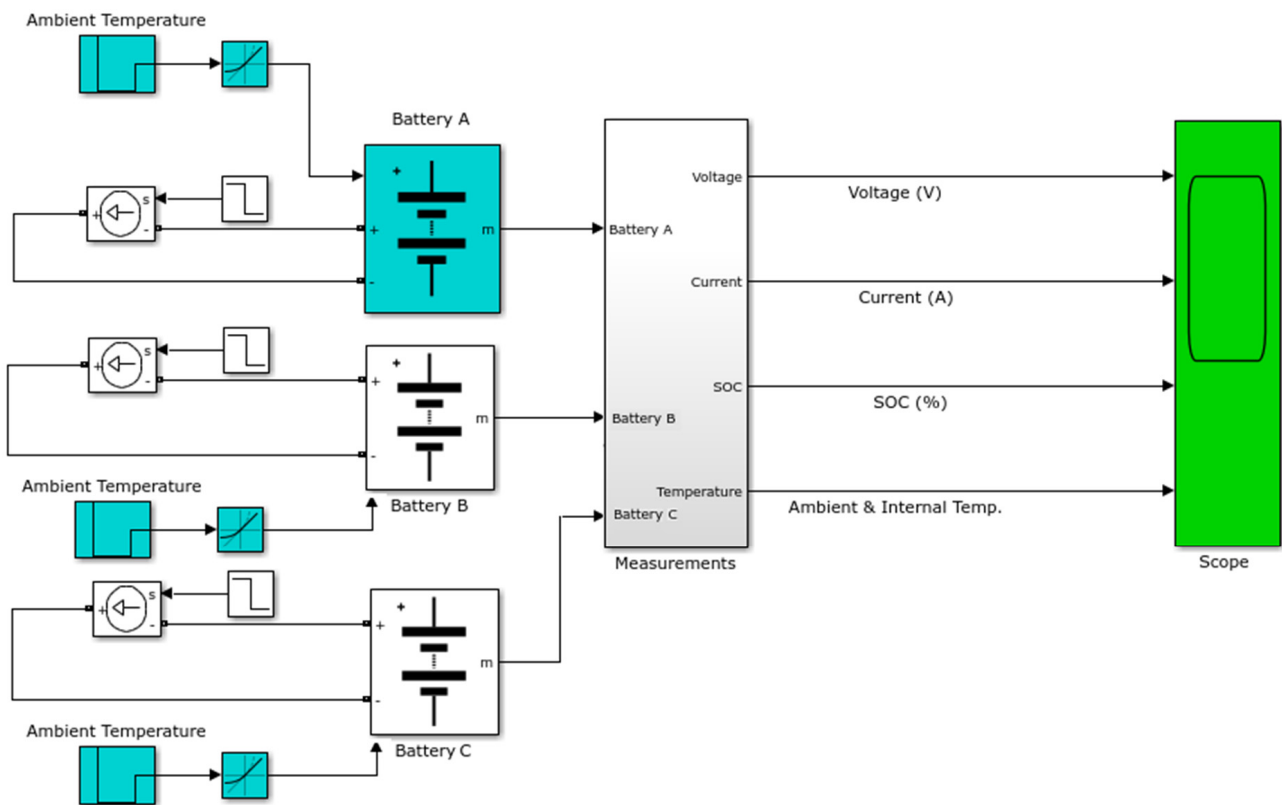 Ambient Temperature
Battery A
+
s
+
-
+
-
m
Battery A
Voltage
Voltage (V)
Current
Current (A)
s
+
-
+
+
-
m
Battery B
SOC
SOC (%)
Battery B
Ambient Temperature
Temperature
Ambient & Internal Temp.
Battery C
Measurements
Scope
s
+
-
+
+
-
m
Battery C
Ambient Temperature